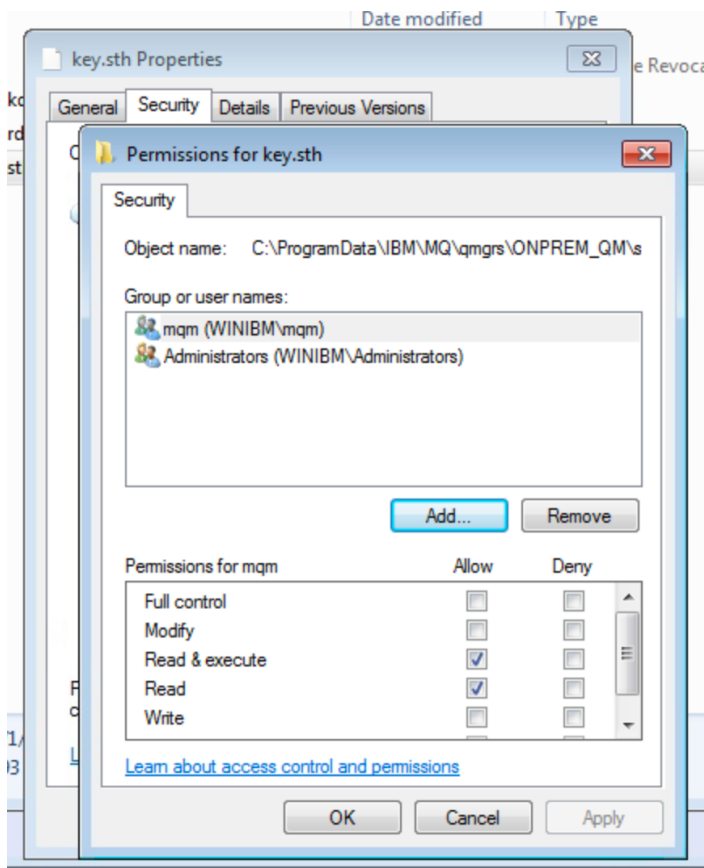 Date modified Type
key.sth Properties
e Revoca
General Security Details Previous Versions
rd
st
Permissions for key.sth
Security
Object name: C:\ProgramData\IBM\MQ\qmgrs\ONPREM_QM\s
Group or user names:
mqm (WINIBM\mqm)
Administrators (WINIBM\Administrators)
Add... Remove
Permissions for mqm Allow Deny
Full control
Modify
Read & execute
Read
Write
Learn about access control and permissions
OK Cancel Apply